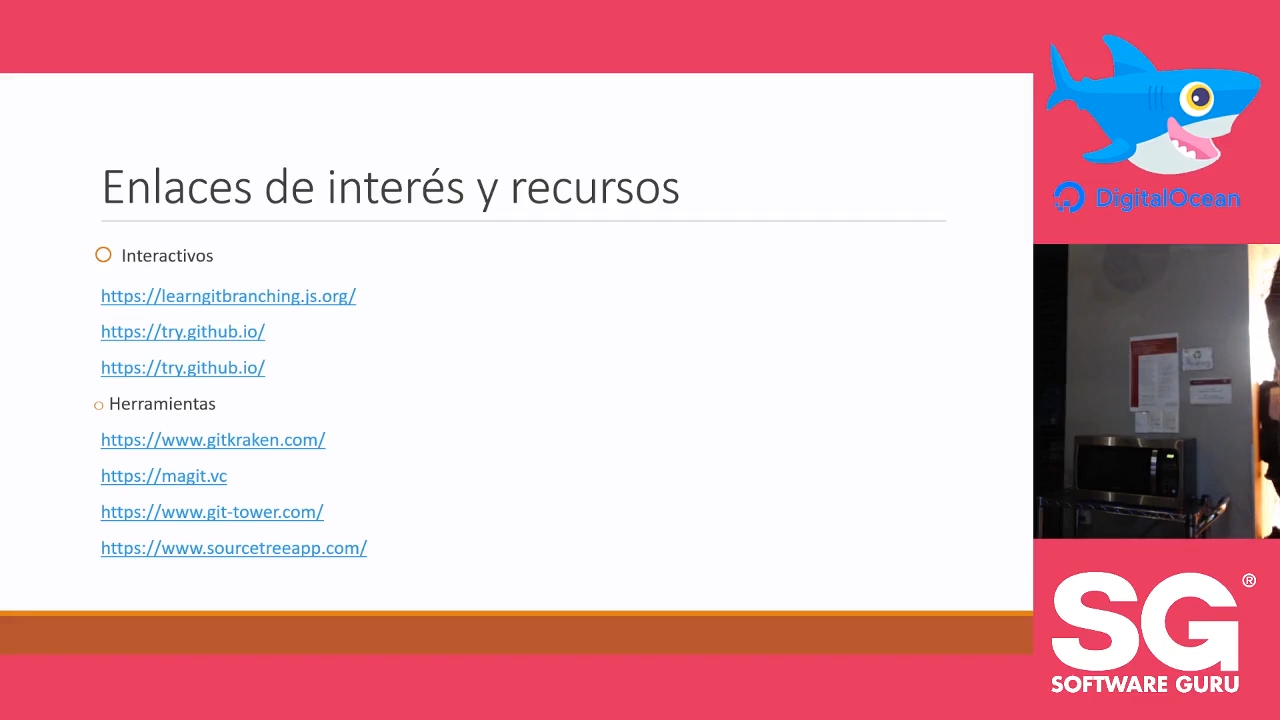 Enlaces de interés y recursos
Interactivos
https://learngitbranching.js.org/
https://try.github.io/
https://try.github.io/
Herramientas
https://www.gitkraken.com/
https://magit.vc
https://www.git-tower.com/
https://www.sourcetreeapp.com/
DigitalOcean
SG®
SOFTWARE GURU